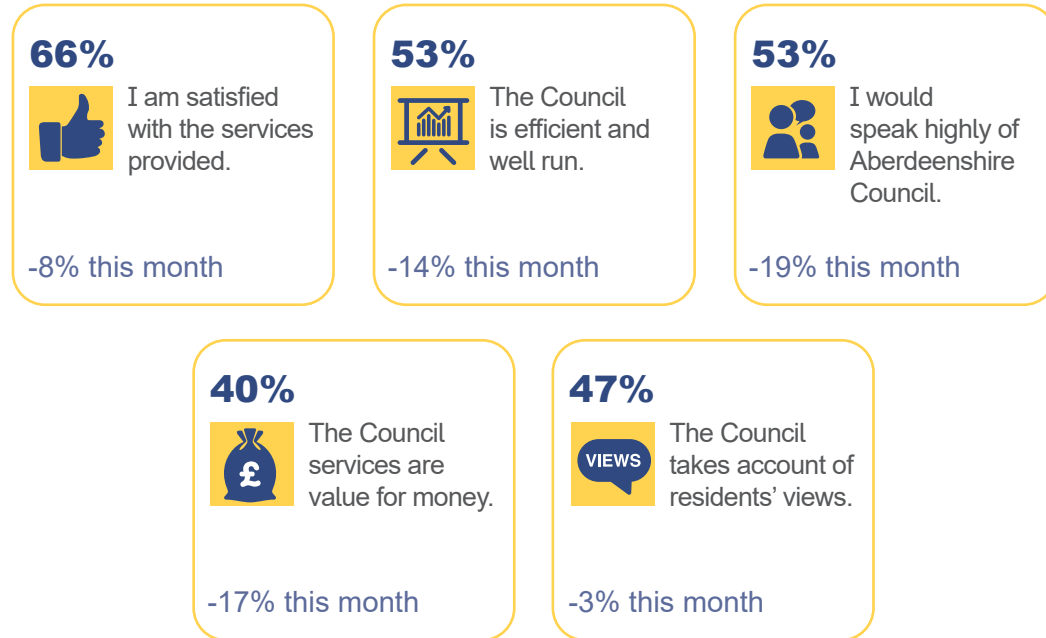 66%
I am satisfied
with the services
provided.
-8% this month
53%
The Council
is efficient and
well run.
-14% this month
53%
I would
speak highly of
Aberdeenshire
Council.
-19% this month
40%
£
The Council
services are
value for money.
-17% this month
47%
VIEWS
The Council
takes account of
residents’ views.
-3% this month